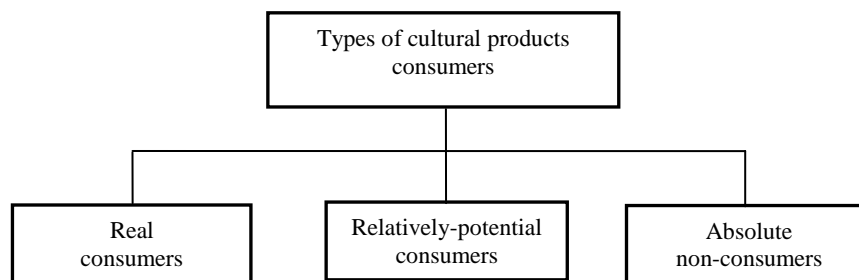 Types of cultural products
consumers
Real
consumers
Relatively-potential
consumers
Absolute
non-consumers